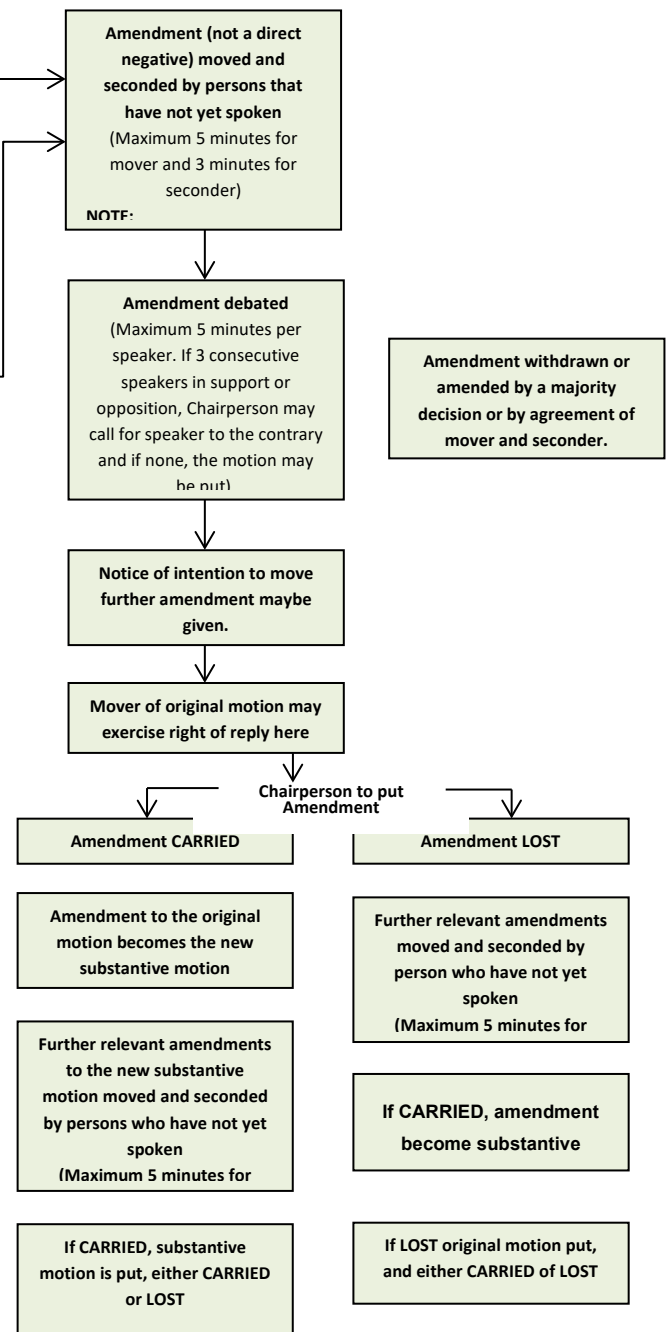 Amendment (not a direct
negative) moved and
seconded by persons that
have not yet spoken
(Maximum 5 minutes for
mover and 3 minutes for
seconder)
NOTE:
Amendment debated
(Maximum 5 minutes per
speaker. If 3 consecutive
speakers in support or
opposition, Chairperson may
call for speaker to the contrary
and if none, the motion may
be put)
Amendment withdrawn or
amended by a majority
decision or by agreement of
mover and seconder.
Notice of intention to move
further amendment maybe
given.
Mover of original motion may
exercise right of reply here
Chairperson to put
Amendment
Amendment CARRIED
Amendment to the original
motion becomes the new
substantive motion
Further relevant amendments
to the new substantive
motion moved and seconded
by persons who have not yet
spoken
(Maximum 5 minutes for
If CARRIED, substantive
motion is put, either CARRIED
or LOST
Amendment LOST
Further relevant amendments
moved and seconded by
person who have not yet
spoken
(Maximum 5 minutes for
If CARRIED, amendment
become substantive
If LOST original motion put,
and either CARRIED of LOST